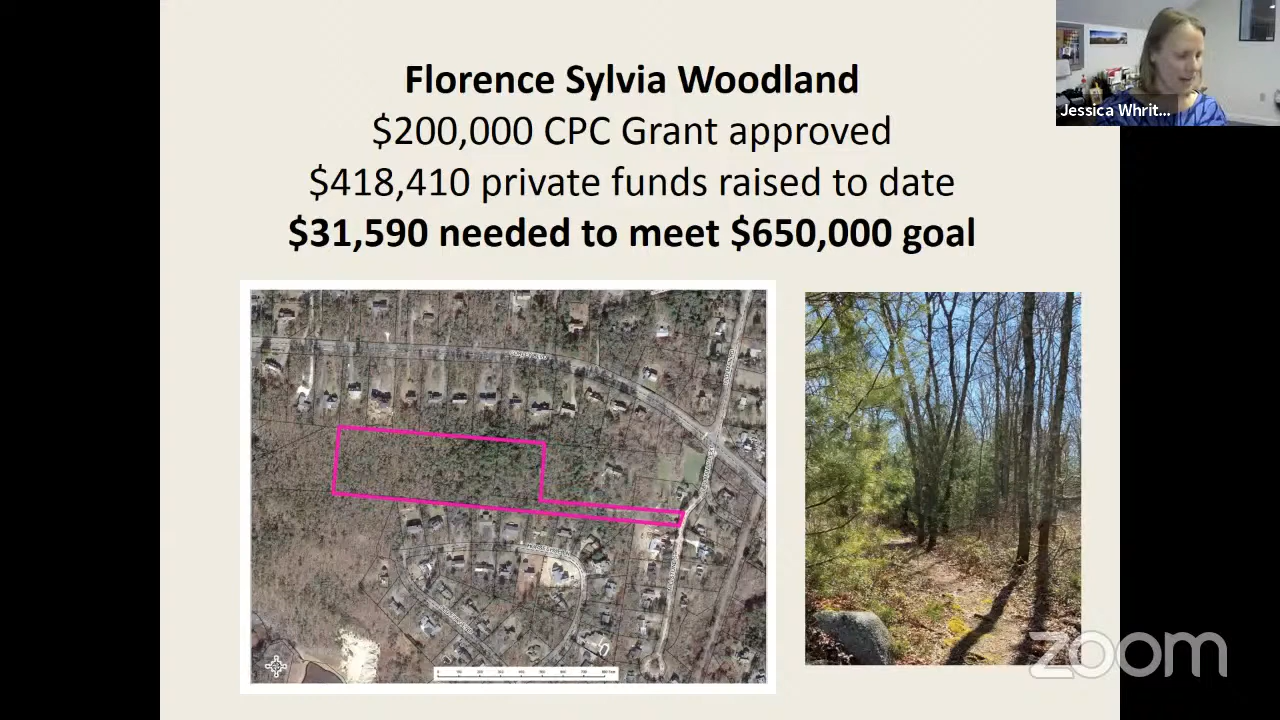 Florence Sylvia Woodland
$200,000 CPC Grant approved
$418,410 private funds raised to date
$31,590 needed to meet $650,000 goal
Jessica Whrit...
zoom